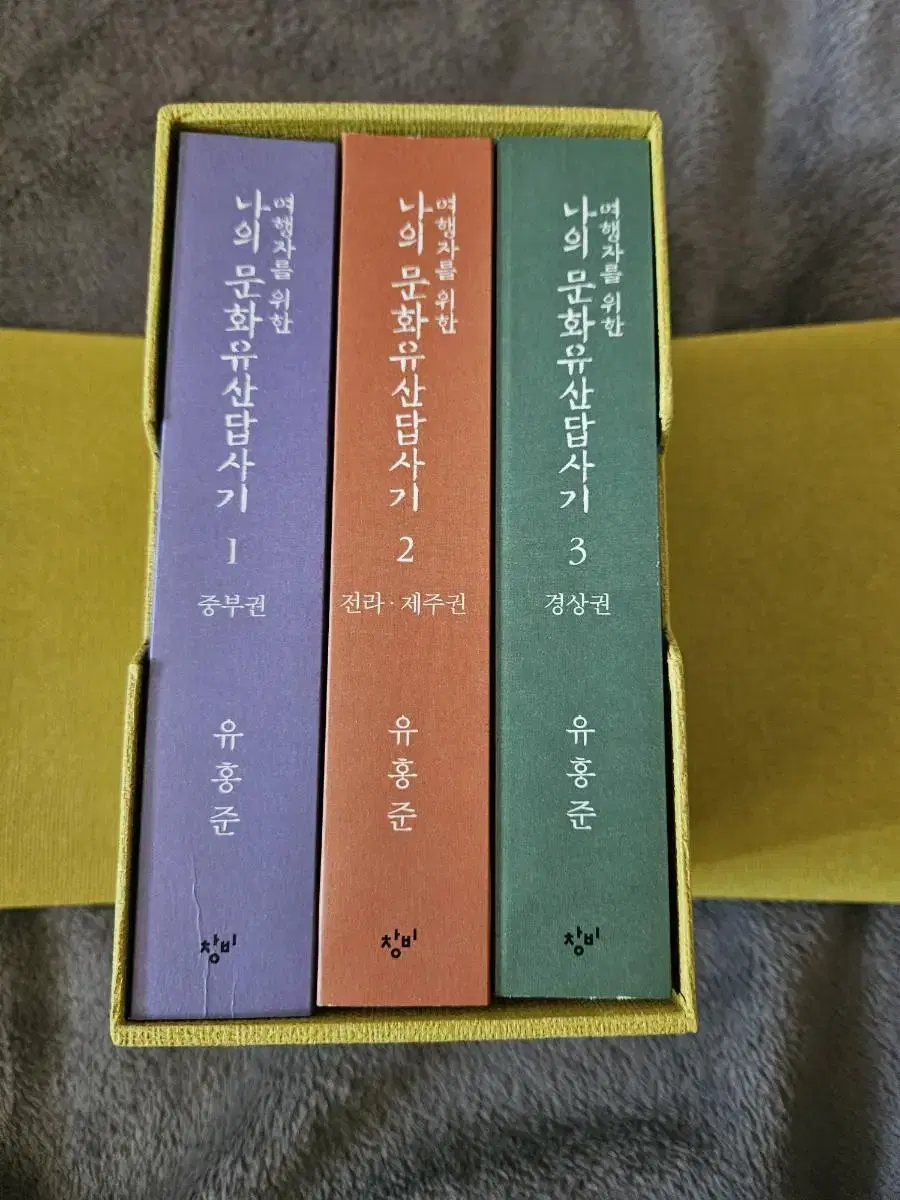 여행자를 위한
나의 문화유산답사기
1
중부권
유홍준
창비
여행자를 위한
나의 문화유산답사기
2
전라·제주권
유홍준
창비
여행자를 위한
나의 문화유산답사기
3
경상권
유홍준
창비